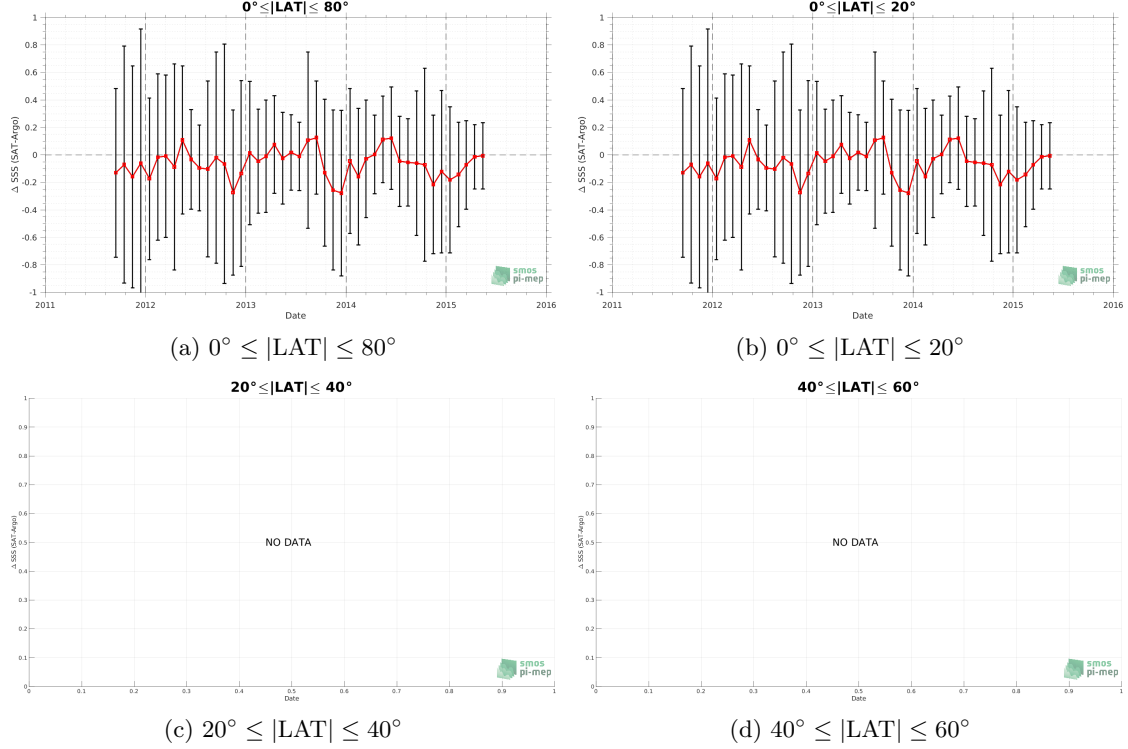 0°≤|LAT|≤ 80°
1
0.8
0.6
0.4
0.2
0
-0.2
-0.4
-0.6
-0.8
-1
Δ SSS (SAT-Argo)
2011 2012 2013 2014 2015 2016
Date
smos
pi-mep
(a) 0° ≤ |LAT| ≤ 80°
0°≤|LAT|≤ 20°
1
0.8
0.6
0.4
0.2
0
-0.2
-0.4
-0.6
-0.8
-1
Δ SSS (SAT-Argo)
2011 2012 2013 2014 2015 2016
Date
smos
pi-mep
(b) 0° ≤ |LAT| ≤ 20°
20°≤|LAT|≤ 40°
1
0.9
0.8
0.7
0.6
0.5
0.4
0.3
0.2
0.1
0
Δ SSS (SAT-Argo)
NO DATA
0 0.1 0.2 0.3 0.4 0.5 0.6 0.7 0.8 0.9 1
Date
smos
pi-mep
(c) 20° ≤ |LAT| ≤ 40°
40°≤|LAT|≤ 60°
1
0.9
0.8
0.7
0.6
0.5
0.4
0.3
0.2
0.1
0
Δ SSS (SAT-Argo)
NO DATA
0 0.1 0.2 0.3 0.4 0.5 0.6 0.7 0.8 0.9 1
Date
smos
pi-mep
(d) 40° ≤ |LAT| ≤ 60°